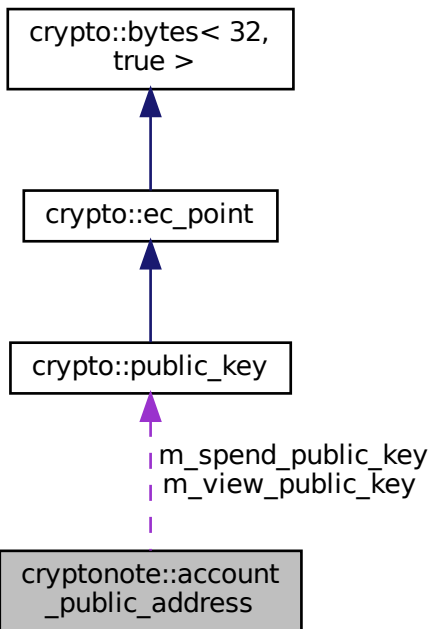 crypto::bytes< 32,
true >
crypto::ec_point
crypto::public_key
m_spend_public_key
m_view_public_key
cryptonote::account
_public_address